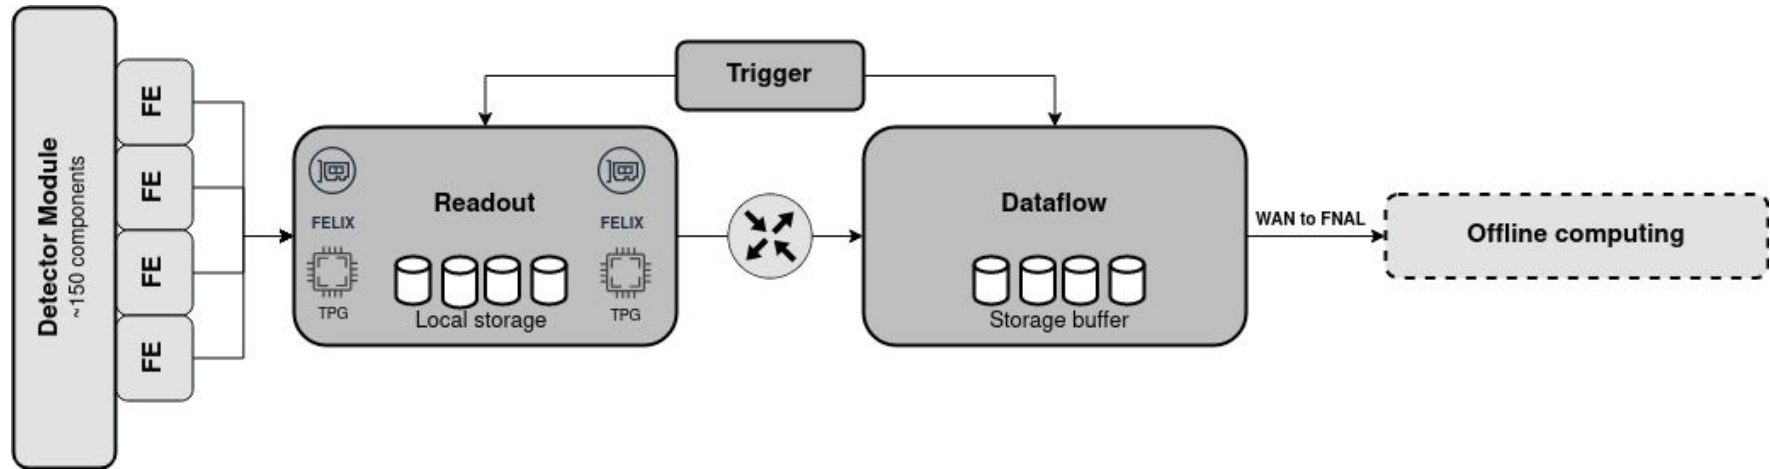 Detector Module
~150 components
FE
FE
FE
FE
Trigger
FELIX
TPG
Readout
Local storage
FELIX
TPG
Dataflow
Storage buffer
WAN to FNAL
Offline computing